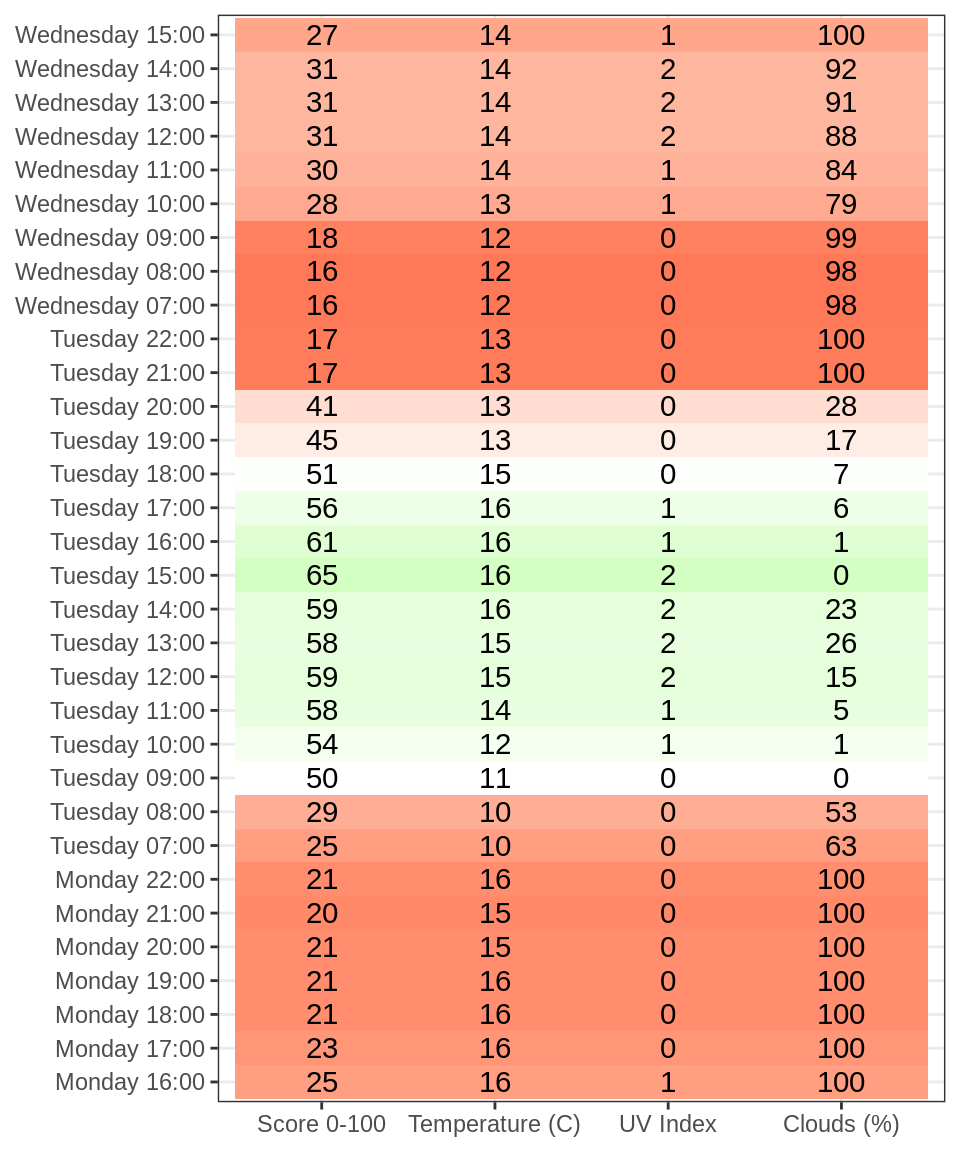 Wednesday 15:00 27 14 1 100
Wednesday 14:00 31 14 2 92
Wednesday 13:00 31 14 2 91
Wednesday 12:00 31 14 2 88
Wednesday 11:00 30 14 1 84
Wednesday 10:00 28 13 1 79
Wednesday 09:00 18 12 0 99
Wednesday 08:00 16 12 0 98
Wednesday 07:00 16 12 0 98
Tuesday 22:00 17 13 0 100
Tuesday 21:00 17 13 0 100
Tuesday 20:00 41 13 0 28
Tuesday 19:00 45 13 0 17
Tuesday 18:00 51 15 0 7
Tuesday 17:00 56 16 1 6
Tuesday 16:00 61 16 1 1
Tuesday 15:00 65 16 2 0
Tuesday 14:00 59 16 2 23
Tuesday 13:00 58 15 2 26
Tuesday 12:00 59 15 2 15
Tuesday 11:00 58 14 1 5
Tuesday 10:00 54 12 1 1
Tuesday 09:00 50 11 0 0
Tuesday 08:00 29 10 0 53
Tuesday 07:00 25 10 0 63
Monday 22:00 21 16 0 100
Monday 21:00 20 15 0 100
Monday 20:00 21 15 0 100
Monday 19:00 21 16 0 100
Monday 18:00 21 16 0 100
Monday 17:00 23 16 0 100
Monday 16:00 25 16 1 100
Score 0-100 Temperature (C) UV Index Clouds (%)